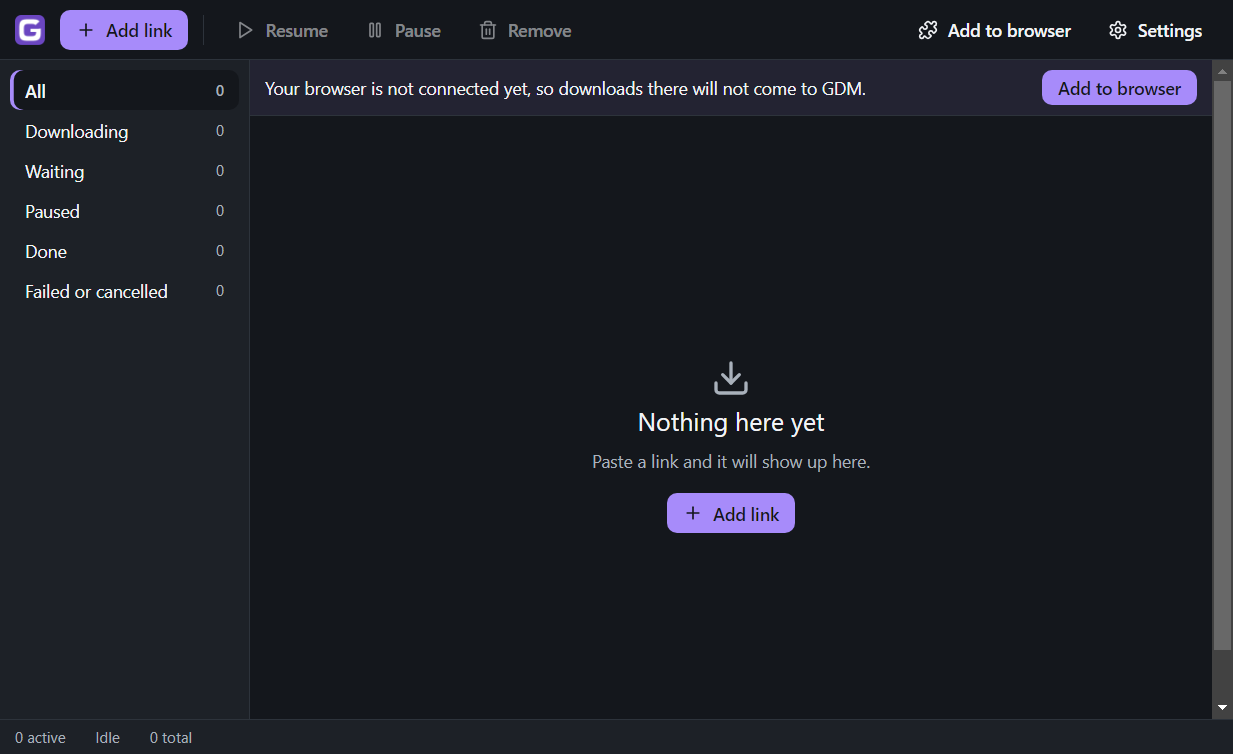 G
Add link
Resume
Pause
Remove
Add to browser
Settings
All 0
Downloading 0
Waiting 0
Paused 0
Done 0
Failed or cancelled 0
Your browser is not connected yet, so downloads there will not come to GDM.
Add to browser
Nothing here yet
Paste a link and it will show up here.
Add link
0 active
Idle
0 total